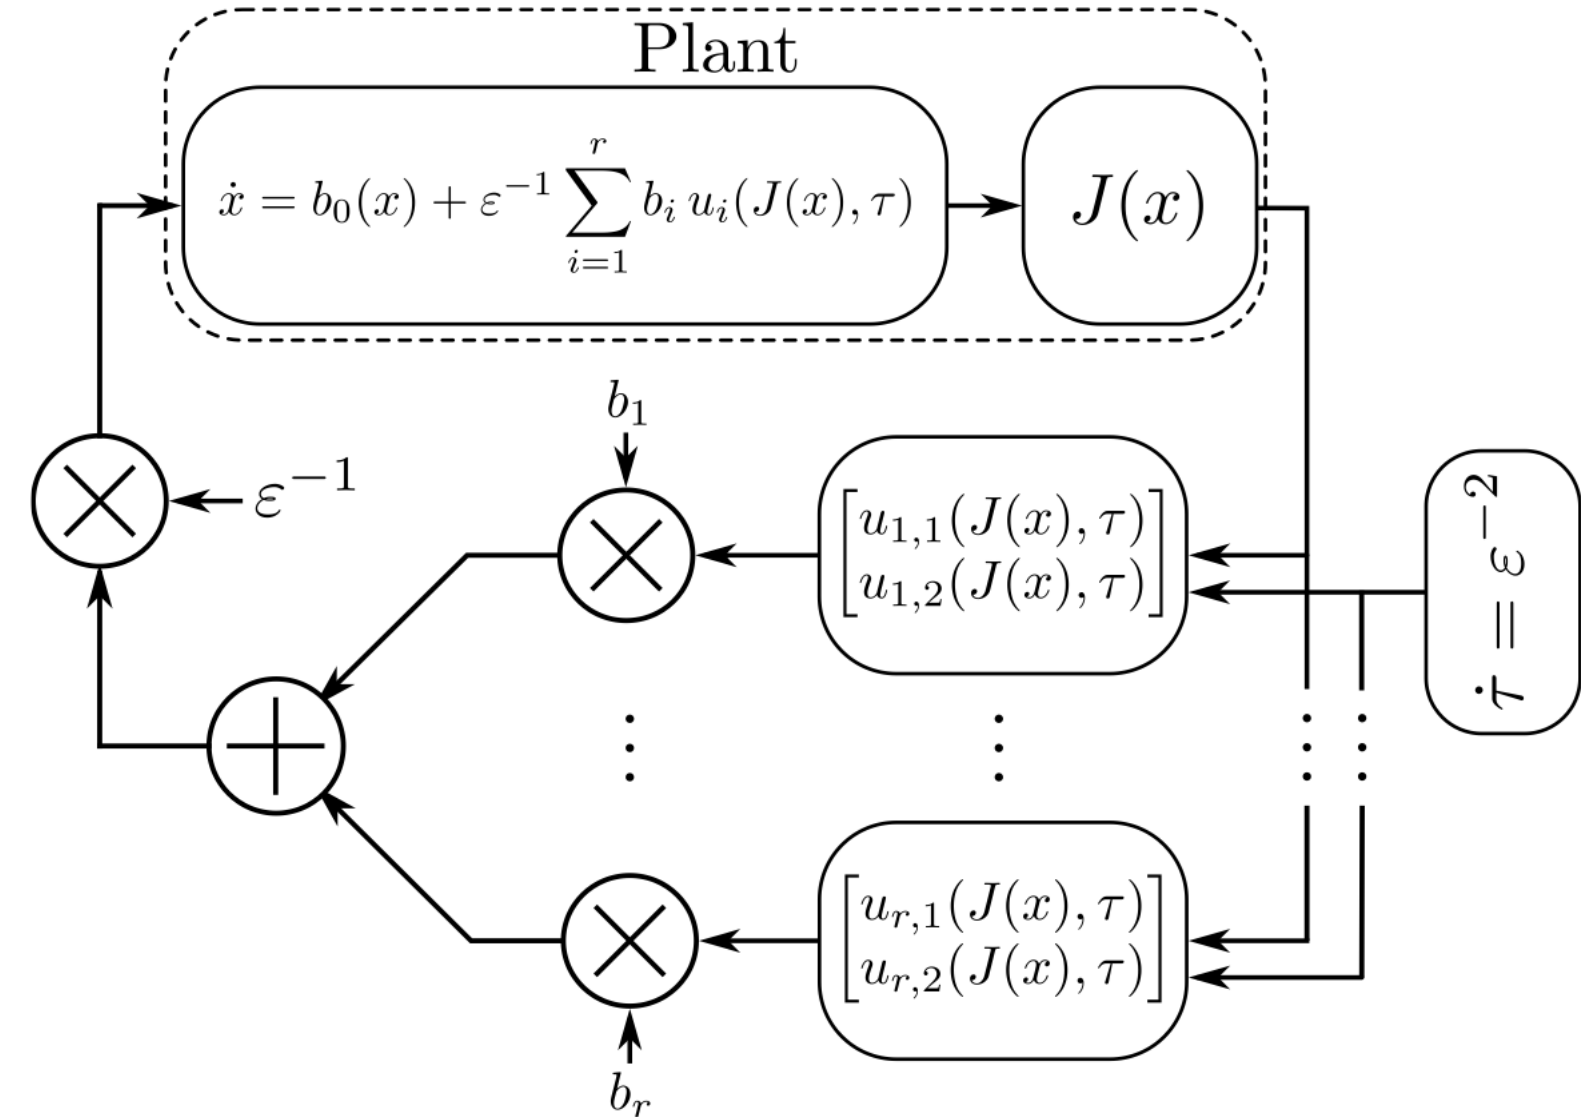 Plant
ẋ = b₀(x) + ε⁻¹ ∑ᵢ₌₁ʳ bᵢ uᵢ(J(x), τ)
J(x)
b₁
ε⁻¹
[u₁,₁(J(x), τ)]
[u₁,₂(J(x), τ)]
τ̇ = ε⁻²
⋮ ⋮ ⋮ ⋮
[uᵣ,₁(J(x), τ)]
[uᵣ,₂(J(x), τ)]
bᵣ